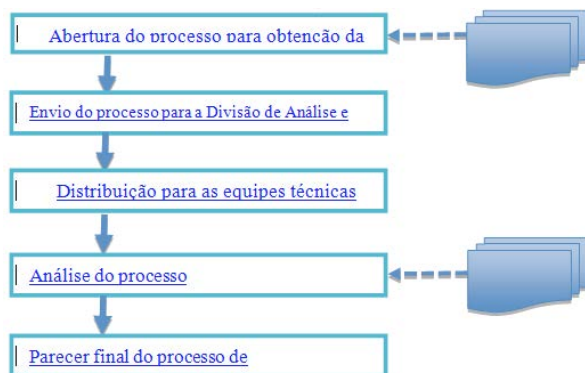 Abertura do processo para obtenção da
Envio do processo para a Divisão de Análise e
Distribuição para as equipes técnicas
Análise do processo
Parecer final do processo de